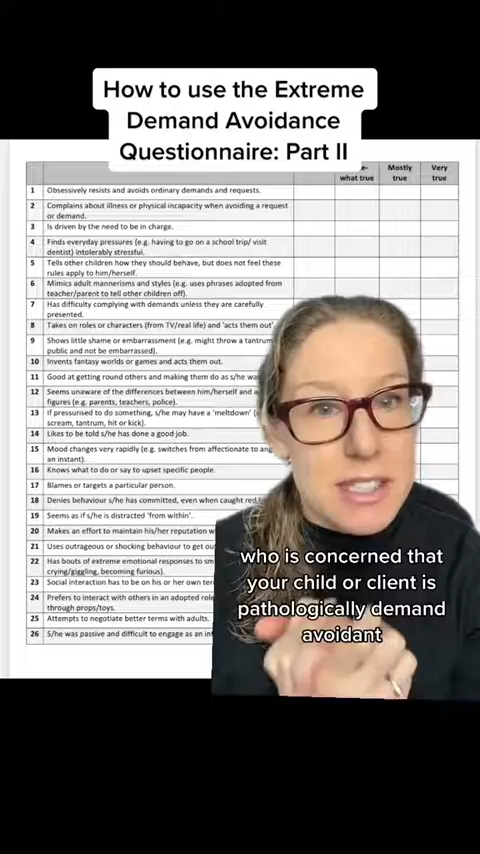 How to use the Extreme
Demand Avoidance
Questionnaire: Part II
what true
Mostly
true
Very
true
1 Obsessively resists and avoids ordinary demands and requests.
2 Complains about illness or physical incapacity when avoiding a request
or demand.
3 Is driven by the need to be in charge.
4 Finds everyday pressures (e.g. having to go on a school trip/ visit
dentist) intolerably stressful.
5 Tells other children how they should behave, but does not feel these
rules apply to him/herself.
6 Mimics adult mannerisms and styles (e.g. uses phrases adopted from
teacher/parent to tell other children off).
7 Has difficulty complying with demands unless they are carefully
presented.
8 Takes on roles or characters (from TV/real life) and 'acts them out'
9 Shows little shame or embarrassment (e.g. might throw a tantrum
public and not be embarrassed).
10 Invents fantasy worlds or games and acts them out.
11 Good at getting round others and making them do as s/he
12 Seems unaware of the differences between him/herself and
figures (e.g. parents, teachers, police).
13 If pressurised to do something, s/he may have a 'meltdown'
scream, tantrum, hit or kick).
14 Likes to be told s/he has done a good job.
15 Mood changes very rapidly (e.g. switches from affectionate to
an instant).
16 Knows what to do or say to upset specific people.
17 Blames or targets a particular person.
18 Denies behaviour s/he has committed, even when caught
19 Seems as if s/he is distracted 'from within'.
20 Makes an effort to maintain his/her reputation
21 Uses outrageous or shocking behaviour to get
22 Has bouts of extreme emotional responses to
crying/giggling, becoming furious).
23 Social interaction has to be on his or her own
24 Prefers to interact with others in an adopted
through props/toys.
25 Attempts to negotiate better terms with adults.
26 S/he was passive and difficult to engage as an
who is concerned that
your child or client is
pathologically demand
avoidant